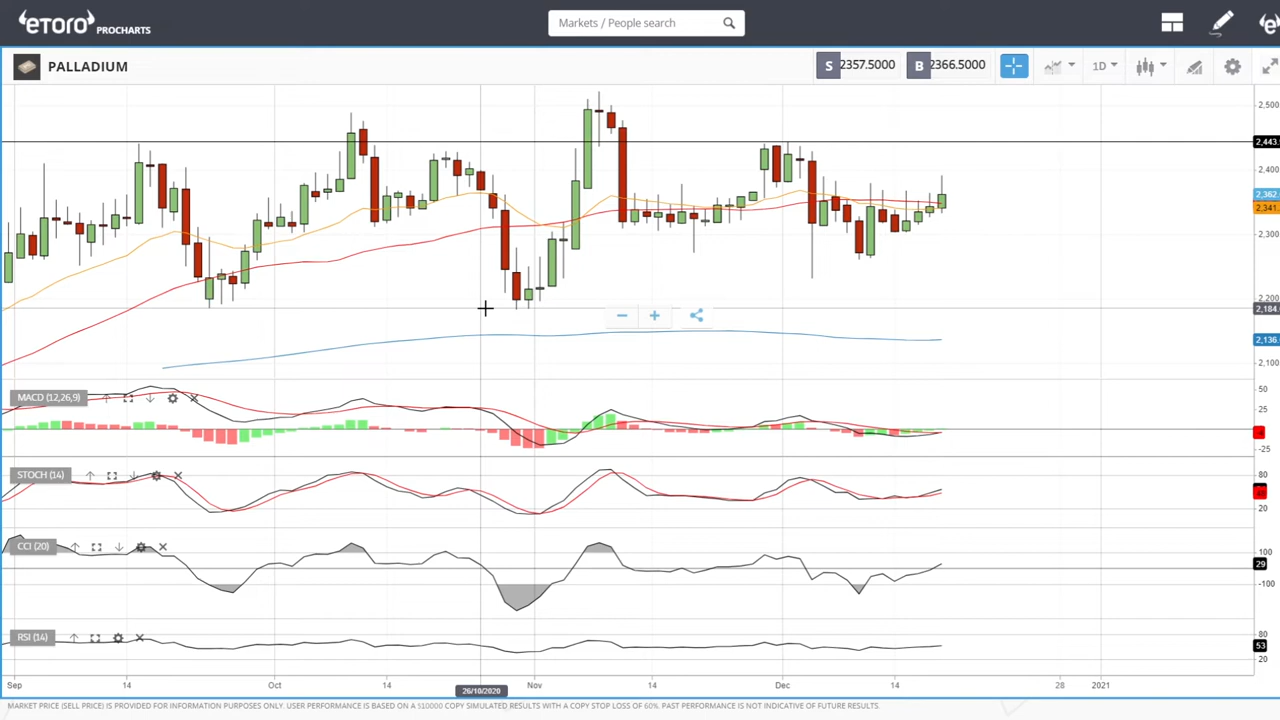 eTORO PROCHARTS
Markets / People search
PALLADIUM
S 2357.5000 B 2366.5000 1D
2,500
2,443.
2,400
2,362
2,341.
2,300
2,200
2,184.
2,136.
2,100
MACD (12,26,9)
50
25
-25
STOCH (14)
80
20
CCI (20)
100
29
-100
RSI (14)
80
53
20
Sep 14 Oct 14 26/10/2020 Nov 14 Dec 14 28 2021
MARKET PRICE (SELL PRICE) IS PROVIDED FOR INFORMATION PURPOSES ONLY. USER PERFORMANCE IS BASED ON A $10000 COPY SIMULATED RESULTS WITH A COPY STOP LOSS OF 60%. PAST PERFORMANCE IS NOT INDICATIVE OF FUTURE RESULTS.